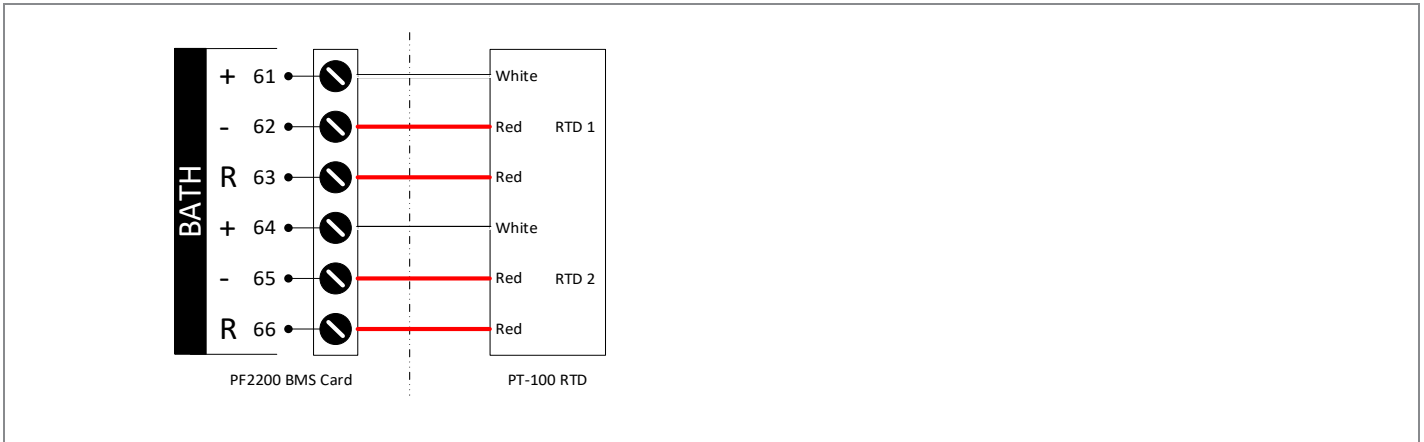 BATH
+ 61 White
- 62 Red RTD 1
R 63 Red
+ 64 White
- 65 Red RTD 2
R 66 Red
PF2200 BMS Card PT-100 RTD